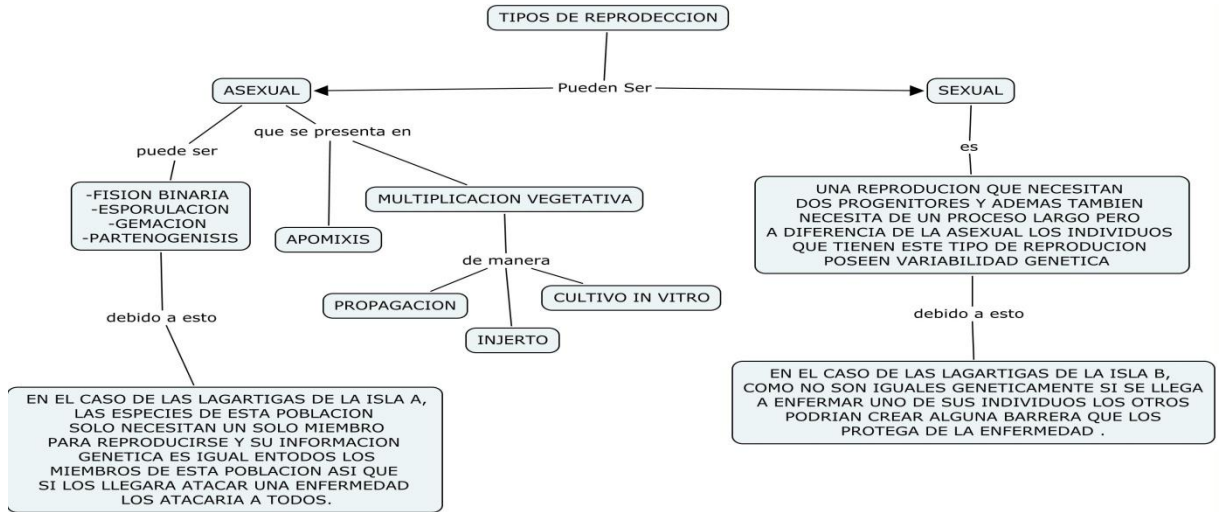 TIPOS DE REPRODECCION
Pueden Ser
ASEXUAL
SEXUAL
puede ser
que se presenta en
es
-FISION BINARIA
-ESPORULACION
-GEMACION
-PARTENOGENISIS
APOMIXIS
MULTIPLICACION VEGETATIVA
de manera
PROPAGACION
INJERTO
CULTIVO IN VITRO
UNA REPRODUCION QUE NECESITAN
DOS PROGENITORES Y ADEMAS TAMBIEN
NECESITA DE UN PROCESO LARGO PERO
A DIFERENCIA DE LA ASEXUAL LOS INDIVIDUOS
QUE TIENEN ESTE TIPO DE REPRODUCION
POSEEN VARIABILIDAD GENETICA
debido a esto
debido a esto
EN EL CASO DE LAS LAGARTIGAS DE LA ISLA A,
LAS ESPECIES DE ESTA POBLACION
SOLO NECESITAN UN SOLO MIEMBRO
PARA REPRODUCIRSE Y SU INFORMACION
GENETICA ES IGUAL ENTODOS LOS
MIEMBROS DE ESTA POBLACION ASI QUE
SI LOS LLEGARA ATACAR UNA ENFERMEDAD
LOS ATACARIA A TODOS.
EN EL CASO DE LAS LAGARTIGAS DE LA ISLA B,
COMO NO SON IGUALES GENETICAMENTE SI SE LLEGA
A ENFERMAR UNO DE SUS INDIVIDUOS LOS OTROS
PODRIAN CREAR ALGUNA BARRERA QUE LOS
PROTEGA DE LA ENFERMEDAD .